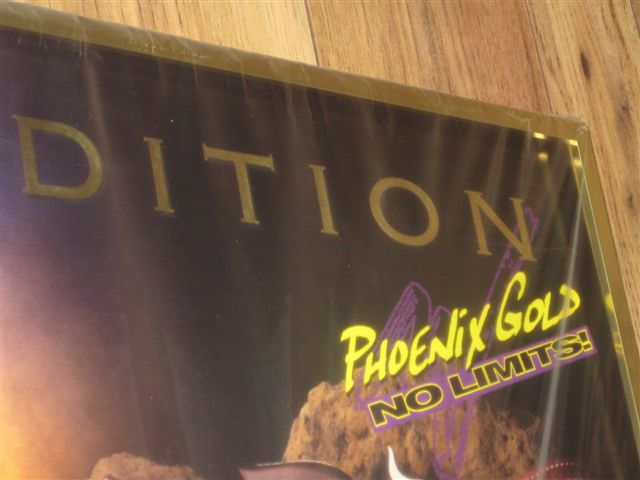 DITION
PHOENIX GOLD
NO LIMITS!